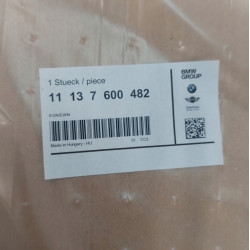 1 Stueck / piece
11 13 7 600 482
Made in Hungary - HU
BMW
GROUP